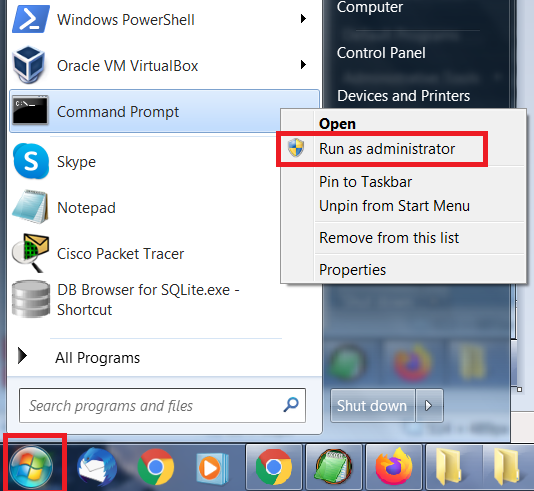 Windows PowerShell
Oracle VM VirtualBox
Command Prompt
Skype
Notepad
Cisco Packet Tracer
DB Browser for SQLite.exe -
Shortcut
All Programs
Search programs and files
Computer
Control Panel
Devices and Printers
Open
Run as administrator
Pin to Taskbar
Unpin from Start Menu
Remove from this list
Properties
Shut down